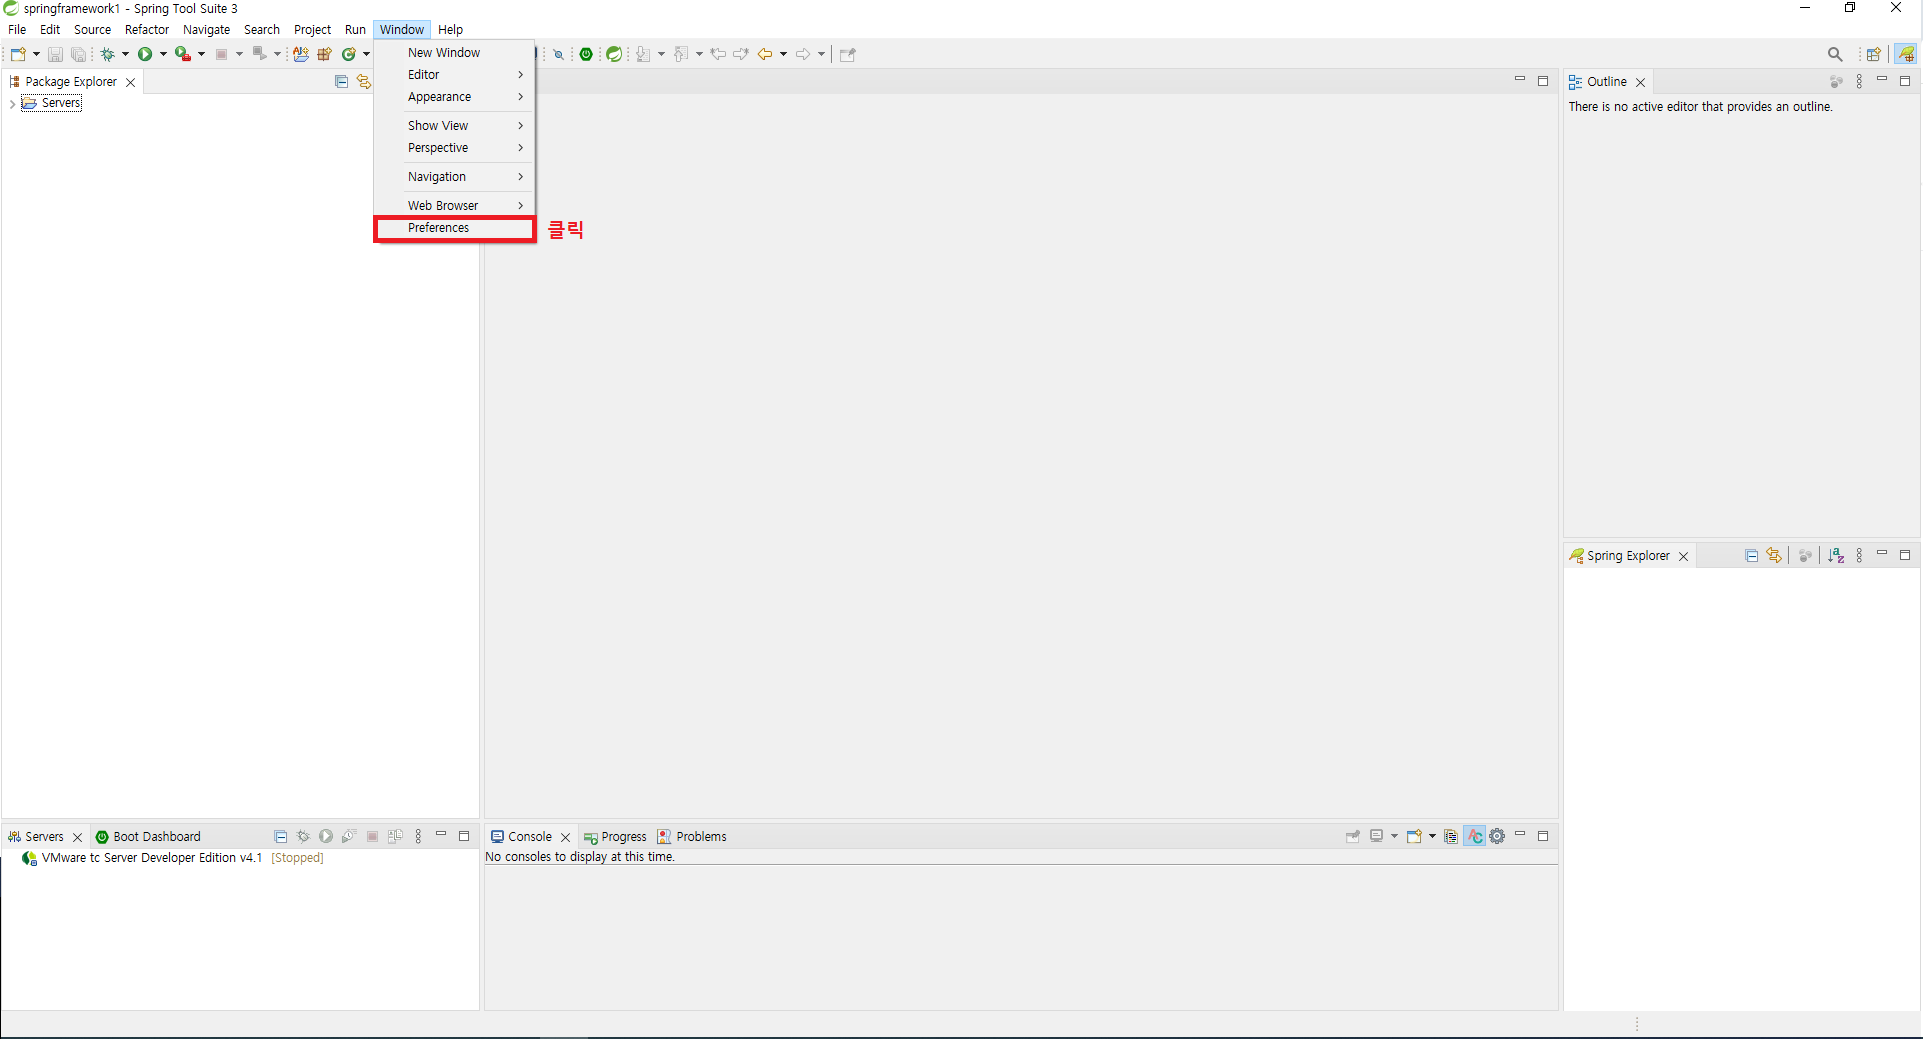 springframework1 - Spring Tool Suite 3
File Edit Source Refactor Navigate Search Project Run Window Help
Package Explorer
Servers
New Window
Editor
Appearance
Show View
Perspective
Navigation
Web Browser
Preferences
클릭
Outline
There is no active editor that provides an outline.
Spring Explorer
Servers Boot Dashboard
VMware tc Server Developer Edition v4.1 [Stopped]
Console Progress Problems
No consoles to display at this time.